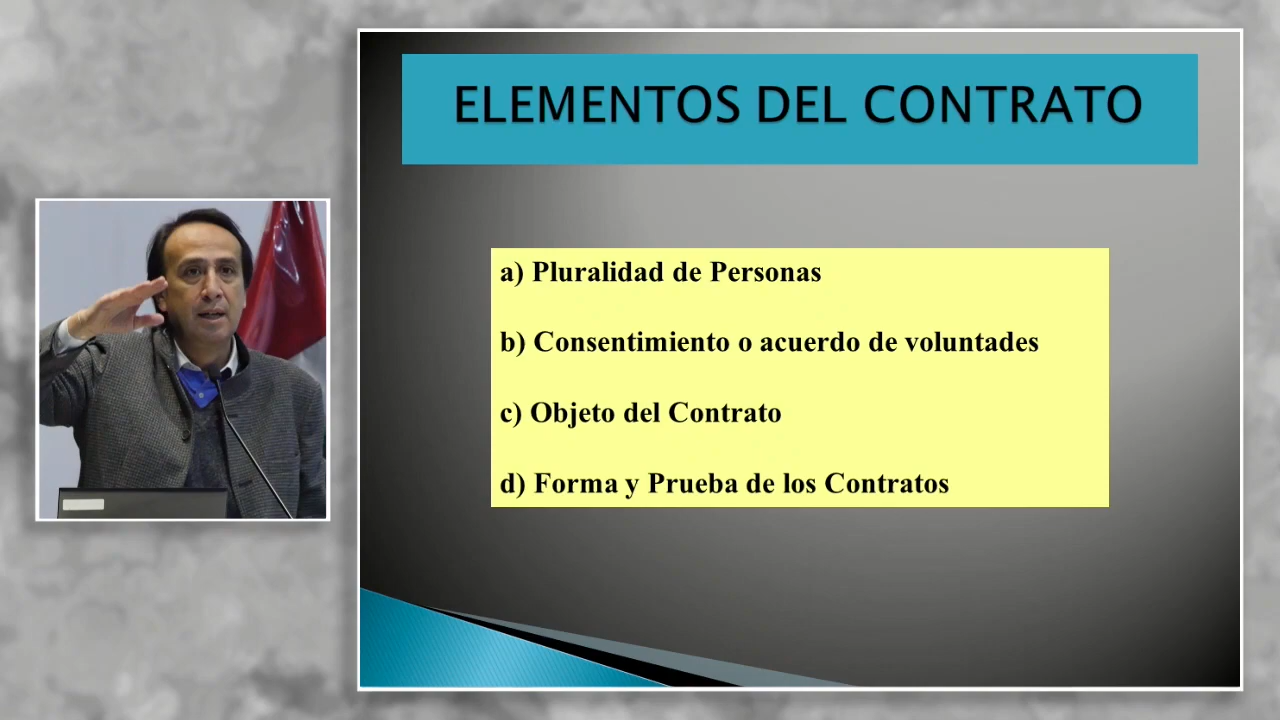 ELEMENTOS DEL CONTRATO
a) Pluralidad de Personas
b) Consentimiento o acuerdo de voluntades
c) Objeto del Contrato
d) Forma y Prueba de los Contratos